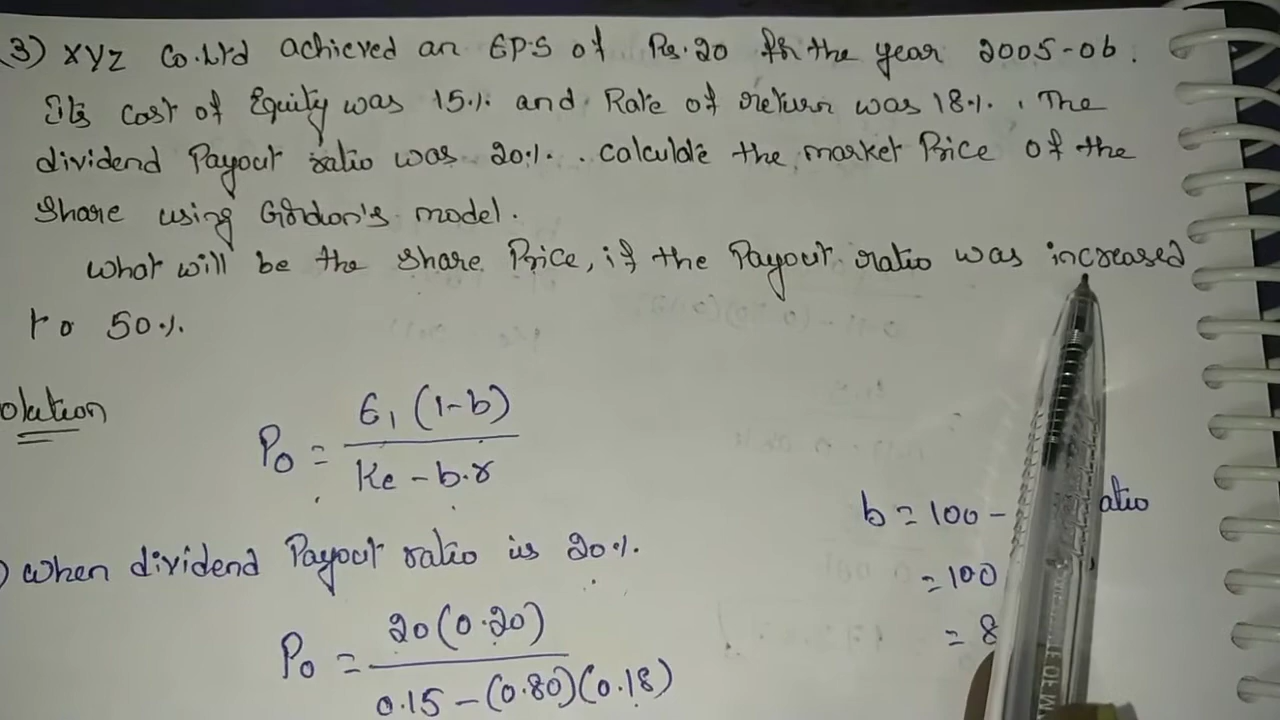 3) XYZ Co.Ltd achieved an EPS of Rs.20 in the year 2005-06.
Its cost of Equity was 15%. and Rate of return was 18%. . The
dividend Payout ratio was 20%. . calculate the market Price of the
Share using Gordon's model.
What will be the share Price, if the Payout ratio was increased
to 50%.
olution
P0 = E1 (1-b) / Ke - b.r
b = 100 - atio
) when dividend Payout ratio is 20%.
= 100
= 8
P0 = 20(0.20) / 0.15 - (0.80)(0.18)